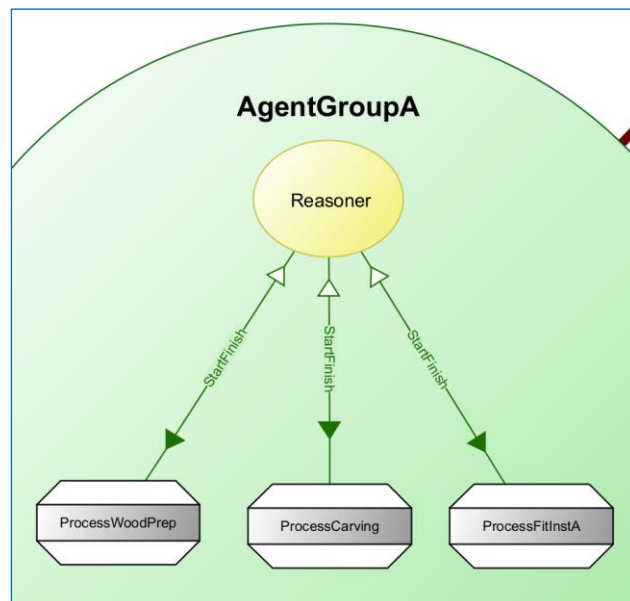 AgentGroupA
Reasoner
StartFinish
StartFinish
StartFinish
ProcessWoodPrep
ProcessCarving
ProcessFitInstA